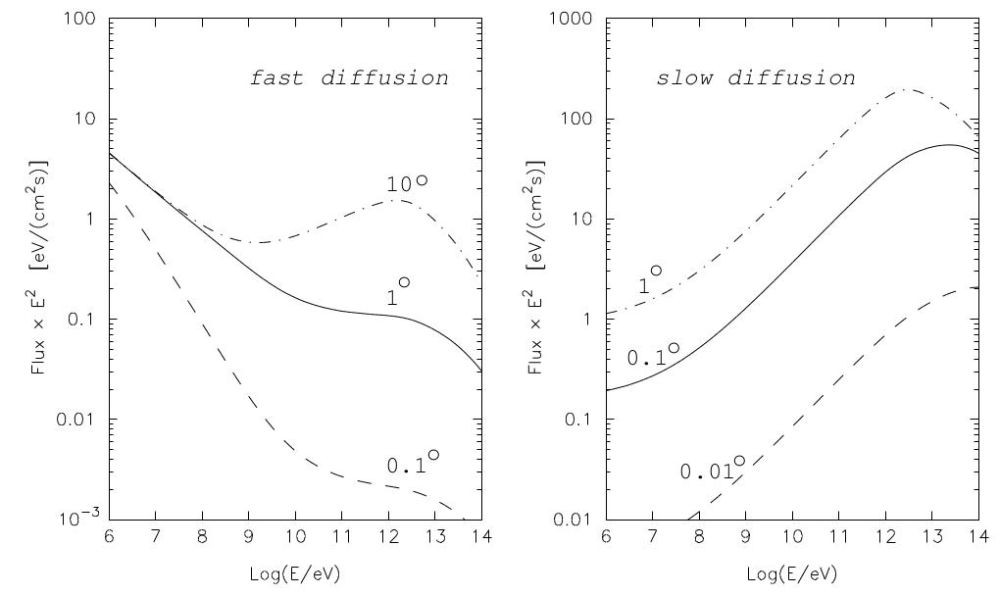 fast diffusion
Flux × E² [eV/(cm²s)]
100
10
1
0.1
0.01
10⁻³
10°
1°
0.1°
6 7 8 9 10 11 12 13 14
Log(E/eV)
slow diffusion
Flux × E² [eV/(cm²s)]
1000
100
10
1
0.1
0.01
1°
0.1°
0.01°
6 7 8 9 10 11 12 13 14
Log(E/eV)